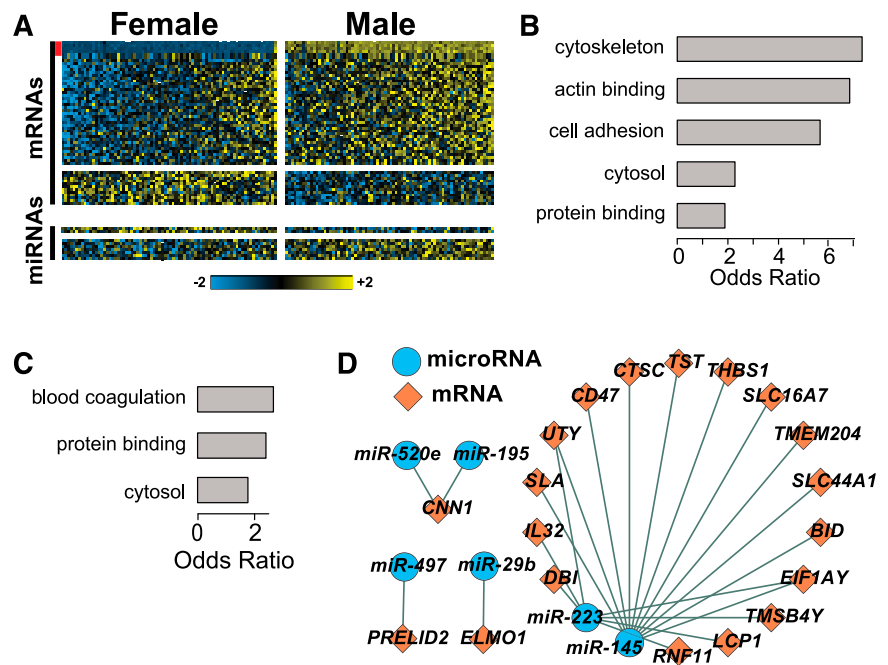 A
Female
Male
mRNAs
miRNAs
-2
+2
B
cytoskeleton
actin binding
cell adhesion
cytosol
protein binding
0 2 4 6
Odds Ratio
C
blood coagulation
protein binding
cytosol
0 2
Odds Ratio
D
microRNA
mRNA
miR-520e
miR-195
CNN1
miR-497
miR-29b
PRELID2
ELMO1
CTSC
TST
THBS1
CD47
SLC16A7
UTY
TMEM204
SLA
SLC44A1
IL32
BID
DBI
EIF1AY
miR-223
TMSB4Y
miR-145
LCP1
RNF11